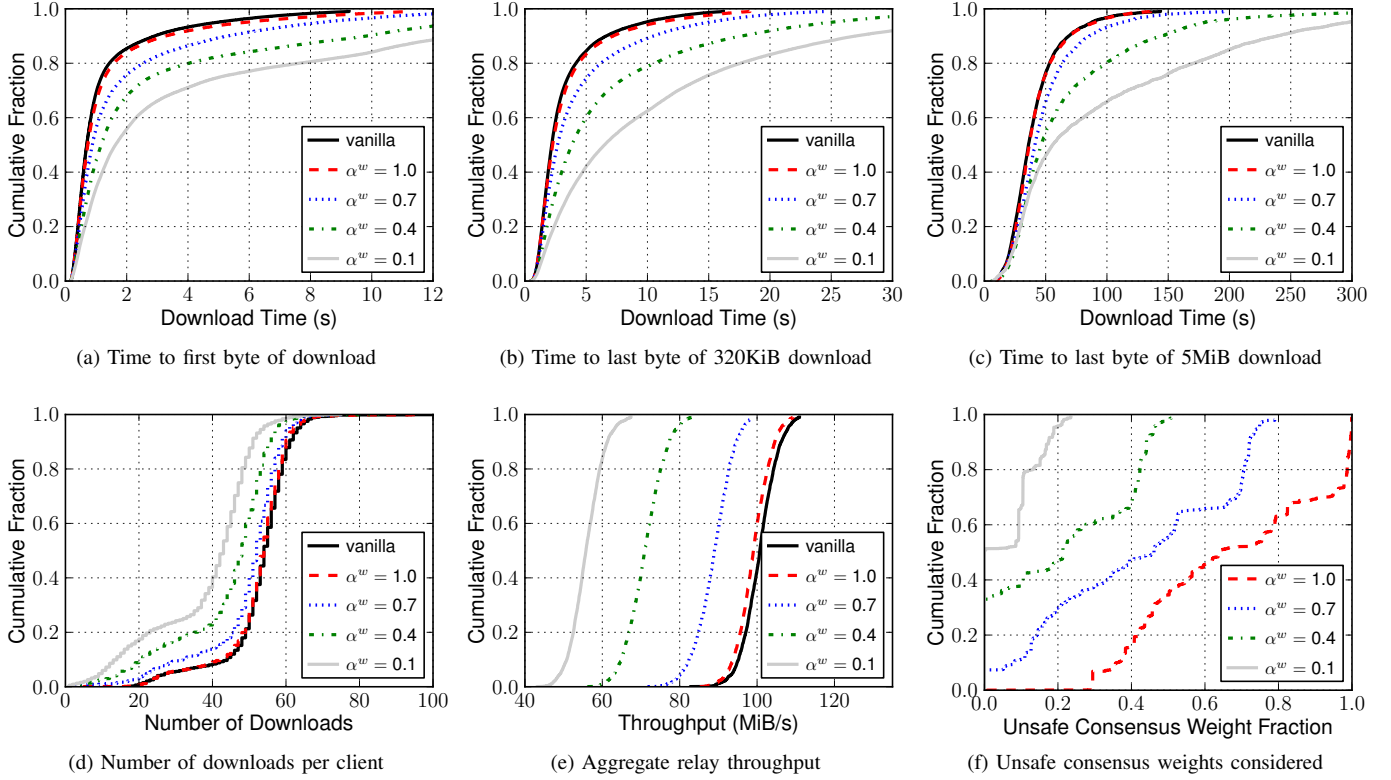 Cumulative Fraction
1.0
0.8
0.6
0.4
0.2
0.0
0 2 4 6 8 10 12
Download Time (s)
vanilla
α^w = 1.0
α^w = 0.7
α^w = 0.4
α^w = 0.1
(a) Time to first byte of download
Cumulative Fraction
1.0
0.8
0.6
0.4
0.2
0.0
0 5 10 15 20 25 30
Download Time (s)
vanilla
α^w = 1.0
α^w = 0.7
α^w = 0.4
α^w = 0.1
(b) Time to last byte of 320KiB download
Cumulative Fraction
1.0
0.8
0.6
0.4
0.2
0.0
0 50 100 150 200 250 300
Download Time (s)
vanilla
α^w = 1.0
α^w = 0.7
α^w = 0.4
α^w = 0.1
(c) Time to last byte of 5MiB download
Cumulative Fraction
1.0
0.8
0.6
0.4
0.2
0.0
0 20 40 60 80 100
Number of Downloads
vanilla
α^w = 1.0
α^w = 0.7
α^w = 0.4
α^w = 0.1
(d) Number of downloads per client
Cumulative Fraction
1.0
0.8
0.6
0.4
0.2
0.0
40 60 80 100 120
Throughput (MiB/s)
vanilla
α^w = 1.0
α^w = 0.7
α^w = 0.4
α^w = 0.1
(e) Aggregate relay throughput
Cumulative Fraction
1.0
0.8
0.6
0.4
0.2
0.0
0.0 0.2 0.4 0.6 0.8 1.0
Unsafe Consensus Weight Fraction
α^w = 1.0
α^w = 0.7
α^w = 0.4
α^w = 0.1
(f) Unsafe consensus weights considered